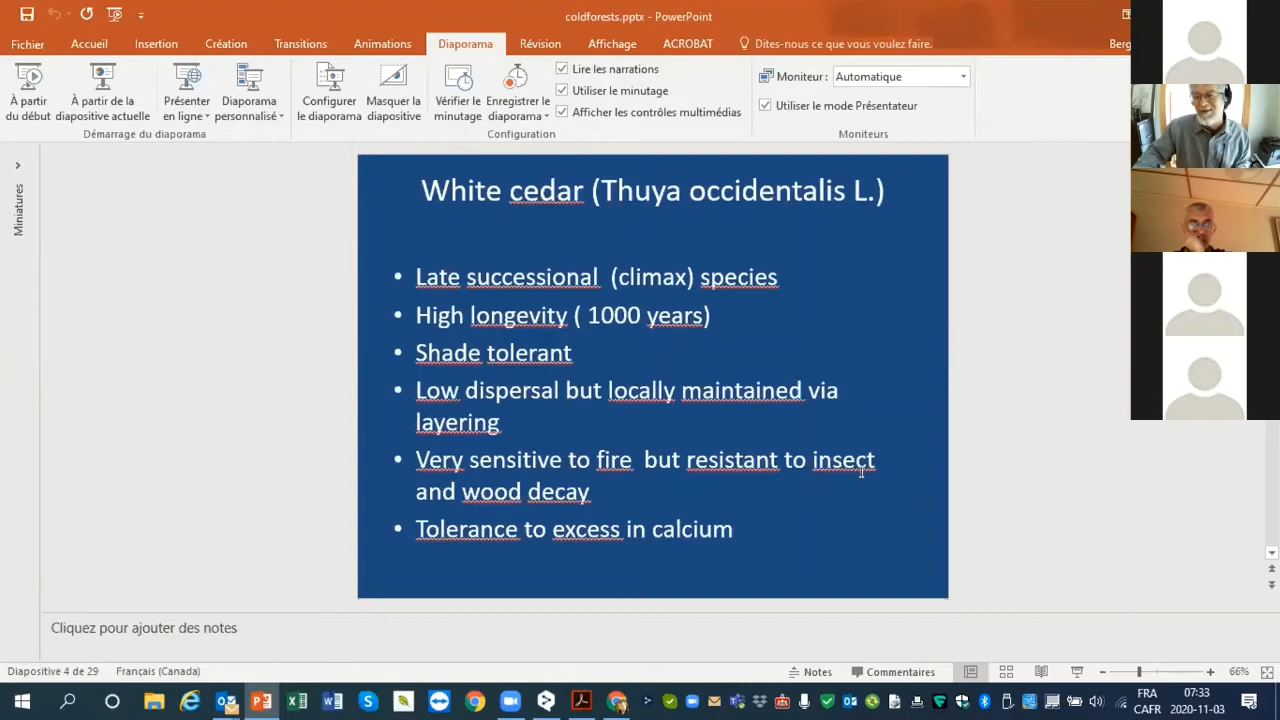 coldforests.pptx - PowerPoint
Fichier Accueil Insertion Création Transitions Animations Diaporama Révision Affichage ACROBAT Dites-nous ce que vous voulez faire. Berg
À partir du début
À partir de la diapositive actuelle
Présenter en ligne
Diaporama personnalisé
Configurer le diaporama
Masquer la diapositive
Vérifier le minutage
Enregistrer le diaporama
Lire les narrations
Utiliser le minutage
Afficher les contrôles multimédias
Moniteur : Automatique
Utiliser le mode Présentateur
Démarrage du diaporama Configuration Moniteurs
Miniatures
White cedar (Thuya occidentalis L.)
• Late successional (climax) species
• High longevity ( 1000 years)
• Shade tolerant
• Low dispersal but locally maintained via
layering
• Very sensitive to fire but resistant to insect
and wood decay
• Tolerance to excess in calcium
Cliquez pour ajouter des notes
Diapositive 4 de 29 Français (Canada) Notes Commentaires 66%
FRA 07:33
CAFR 2020-11-03